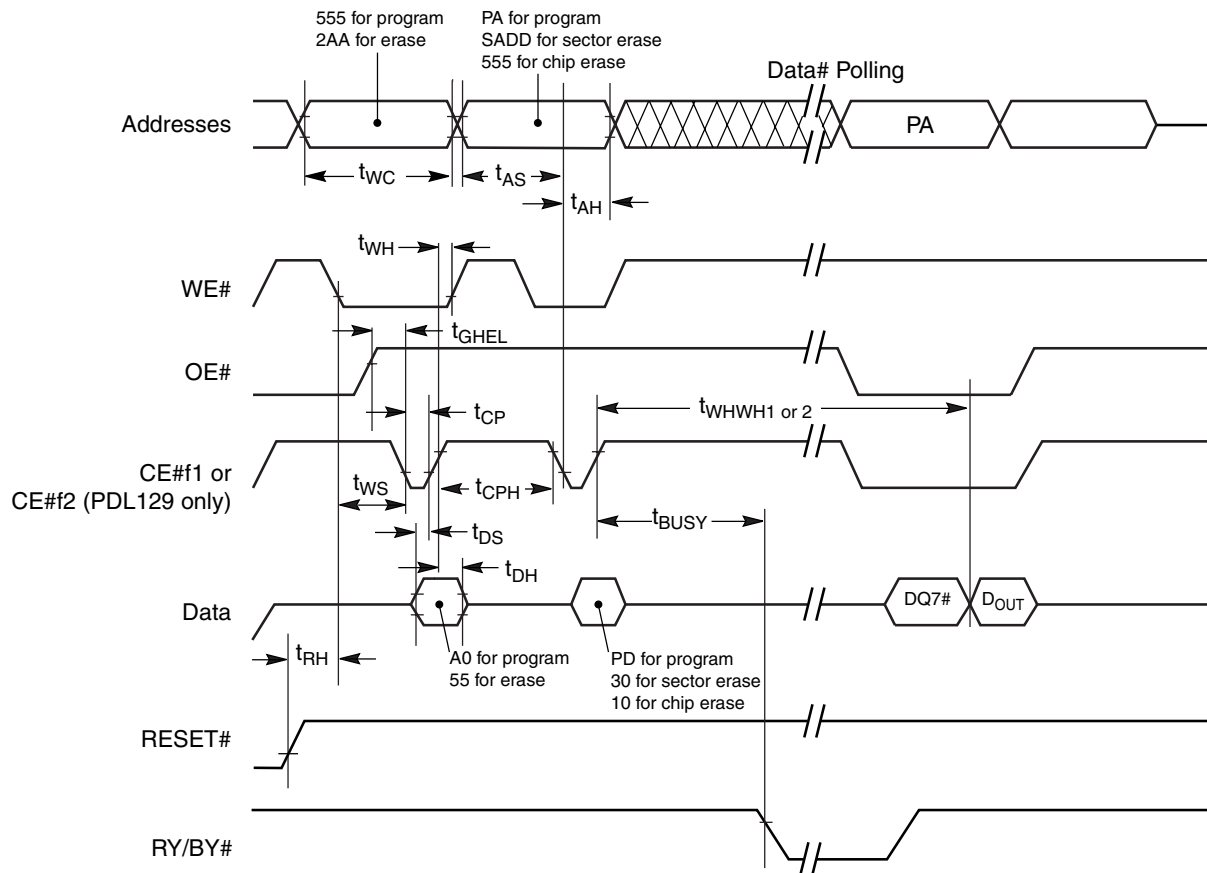 555 for program
2AA for erase
PA for program
SADD for sector erase
555 for chip erase
Data# Polling
Addresses
PA
tWC
tAS
tAH
tWH
WE#
tGHEL
OE#
tCP
tWHWH1 or 2
CE#f1 or
CE#f2 (PDL129 only)
tWS
tCPH
tBUSY
tDS
tDH
Data
DQ7#
DOUT
tRH
A0 for program
55 for erase
PD for program
30 for sector erase
10 for chip erase
RESET#
RY/BY#